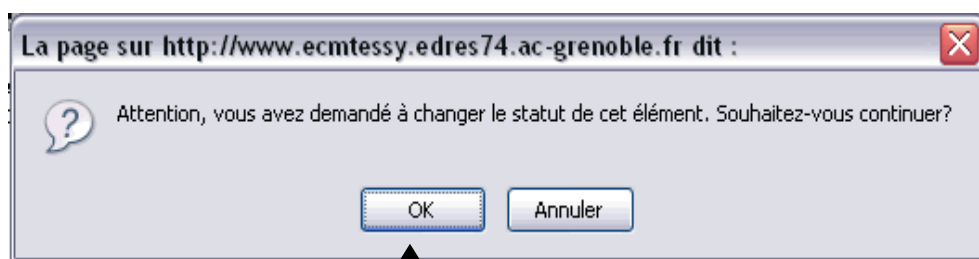 La page sur http://www.ecmtessy.edres74.ac-grenoble.fr dit :
Attention, vous avez demandé à changer le statut de cet élément. Souhaitez-vous continuer?
OK
Annuler